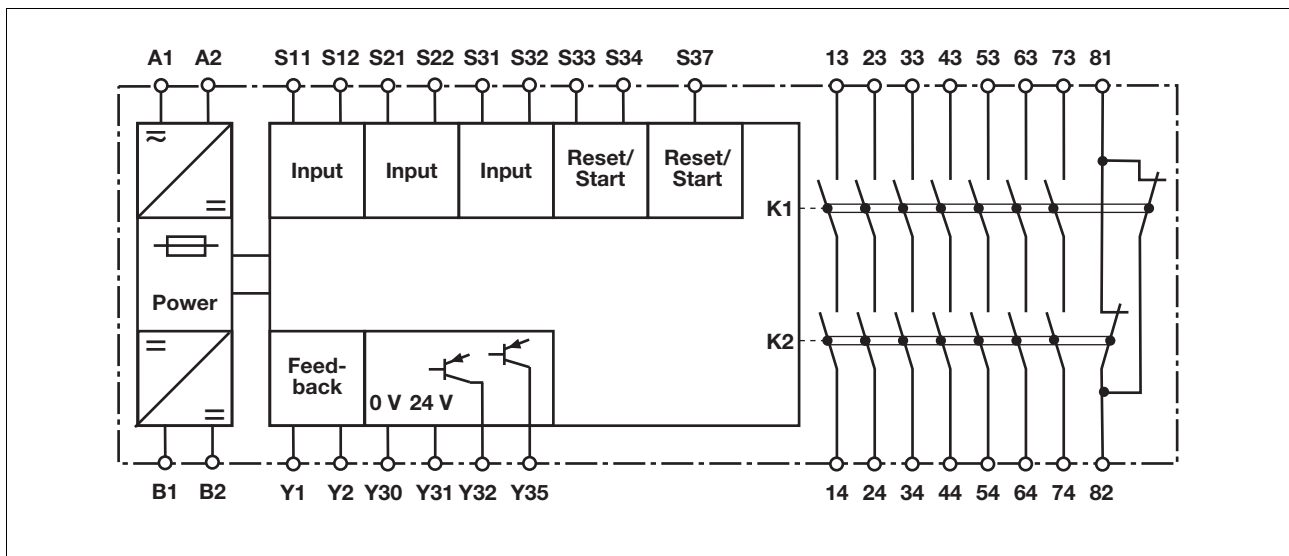 A1 A2 S11 S12 S21 S22 S31 S32 S33 S34 S37 13 23 33 43 53 63 73 81
Input Input Input Reset/ Reset/
Start Start
K1
Power
K2
Feed-
back
0 V 24 V
B1 B2 Y1 Y2 Y30 Y31 Y32 Y35 14 24 34 44 54 64 74 82